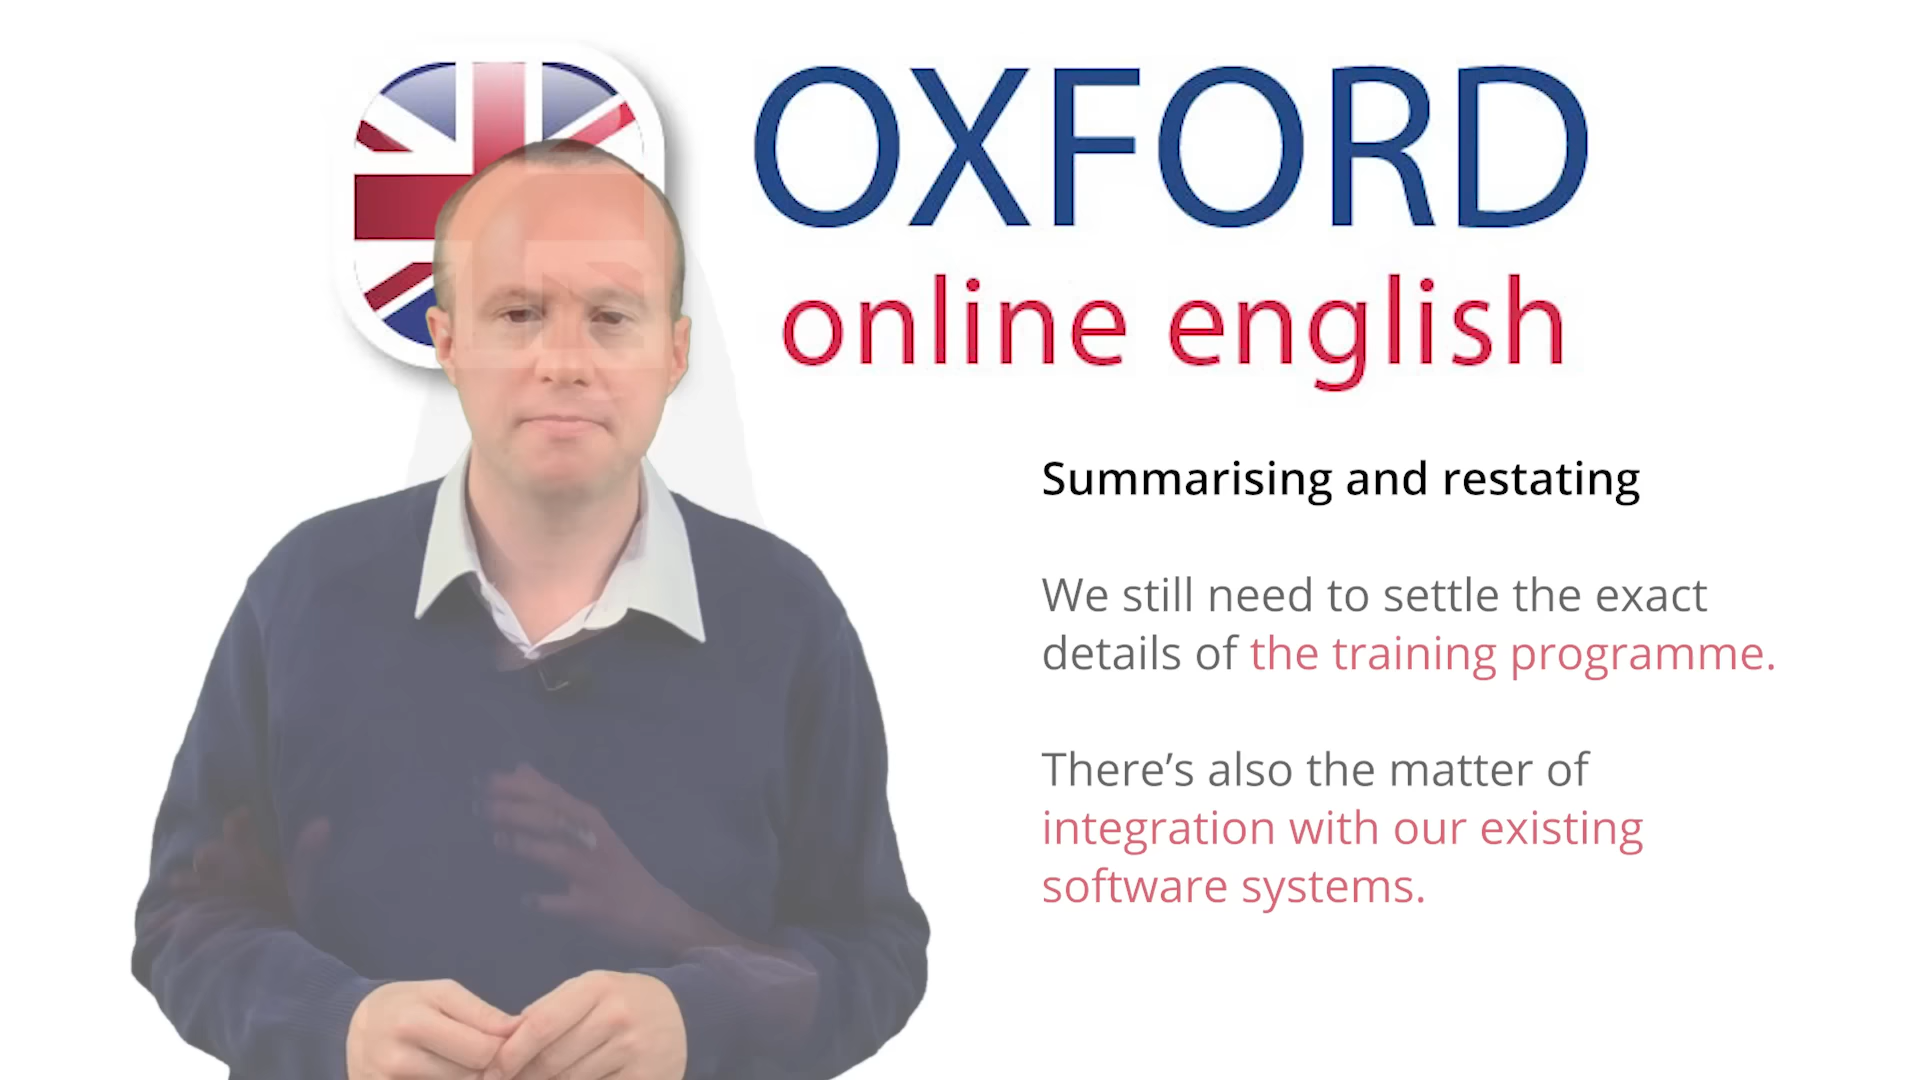 OXFORD
online english
Summarising and restating
We still need to settle the exact
details of the training programme.
There’s also the matter of
integration with our existing
software systems.